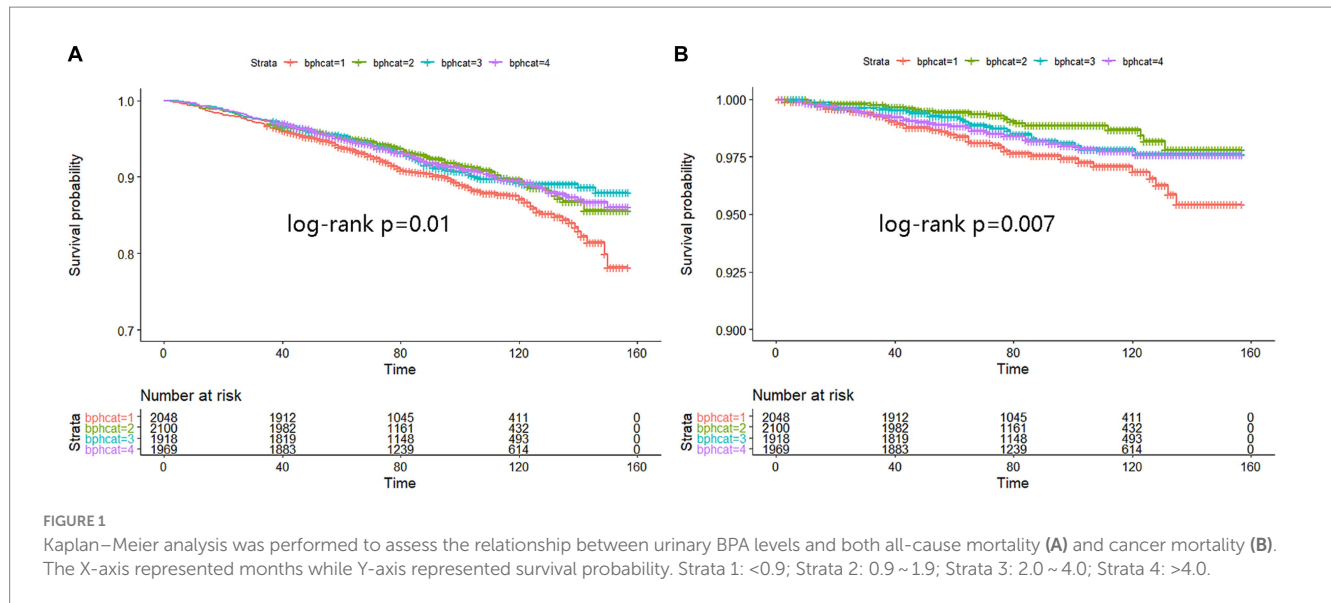 A
Strata bphcat=1 bphcat=2 bphcat=3 bphcat=4
1.0
0.9
0.8
0.7
Survival probability
log-rank p=0.01
0 40 80 120 160
Time
Number at risk
Strata
bphcat=1 2048 1912 1045 411 0
bphcat=2 2100 1982 1161 432 0
bphcat=3 1918 1819 1148 493 0
bphcat=4 1969 1883 1239 614 0
0 40 80 120 160
Time
B
Strata bphcat=1 bphcat=2 bphcat=3 bphcat=4
1.000
0.975
0.950
0.925
0.900
Survival probability
log-rank p=0.007
0 40 80 120 160
Time
Number at risk
Strata
bphcat=1 2048 1912 1045 411 0
bphcat=2 2100 1982 1161 432 0
bphcat=3 1918 1819 1148 493 0
bphcat=4 1969 1883 1239 614 0
0 40 80 120 160
Time
FIGURE 1
Kaplan–Meier analysis was performed to assess the relationship between urinary BPA levels and both all-cause mortality (A) and cancer mortality (B).
The X-axis represented months while Y-axis represented survival probability. Strata 1: <0.9; Strata 2: 0.9 ~ 1.9; Strata 3: 2.0 ~ 4.0; Strata 4: >4.0.